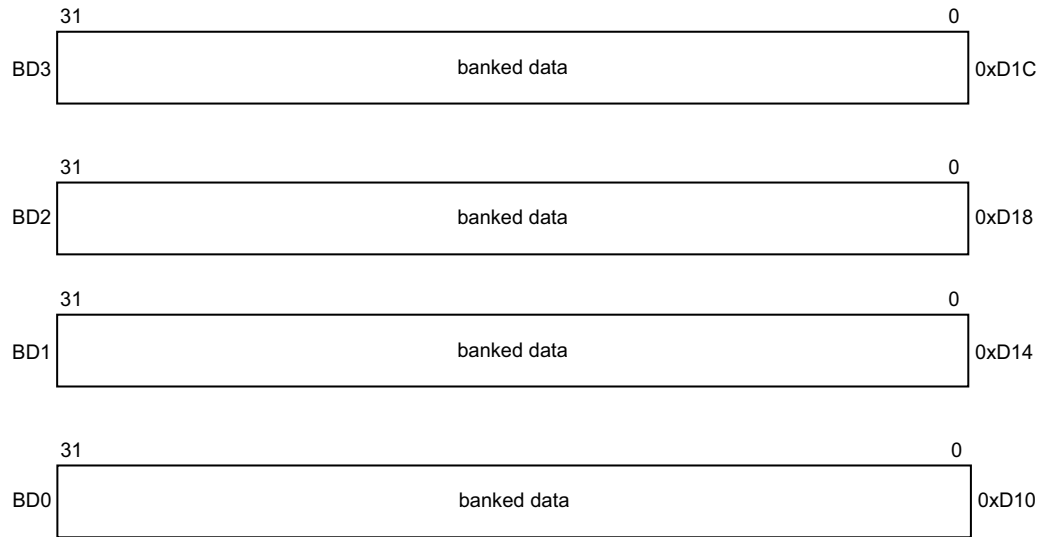 31 0
BD3 banked data 0xD1C
31 0
BD2 banked data 0xD18
31 0
BD1 banked data 0xD14
31 0
BD0 banked data 0xD10